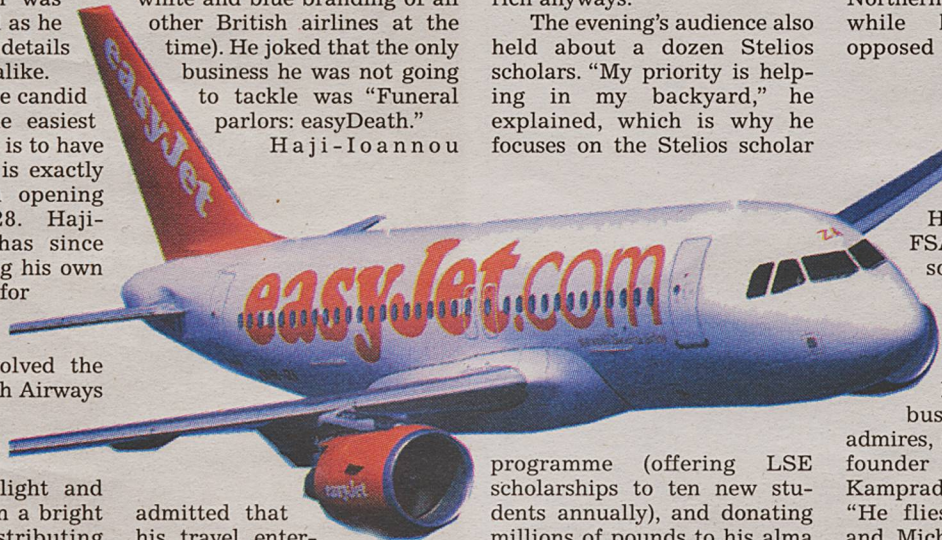 was
as he
details
alike.
e candid
e easiest
is to have
is exactly
opening
28. Haji-
has since
g his own
for
olved the
h Airways
light and
n a bright
stributing
white and blue branding of all
other British airlines at the
time). He joked that the only
business he was not going
to tackle was “Funeral
parlors: easyDeath.”
Haji-Ioannou
easyJet
easyJet.com
ZA
easyJet
admitted that
his travel enter-
rich anyways.
The evening’s audience also
held about a dozen Stelios
scholars. “My priority is help-
ing in my backyard,” he
explained, which is why he
focuses on the Stelios scholar
programme (offering LSE
scholarships to ten new stu-
dents annually), and donating
millions of pounds to his alma
Northern
while
opposed
H
FSA
so
bus
admires,
founder
Kamprad
“He flies
and Mich